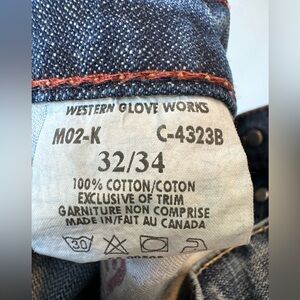 WESTERN GLOVE WORKS
M02-K C-4323B
32/34
100% COTTON/COTON
EXCLUSIVE OF TRIM
GARNITURE NON COMPRISE
MADE IN/FAIT AU CANADA
30